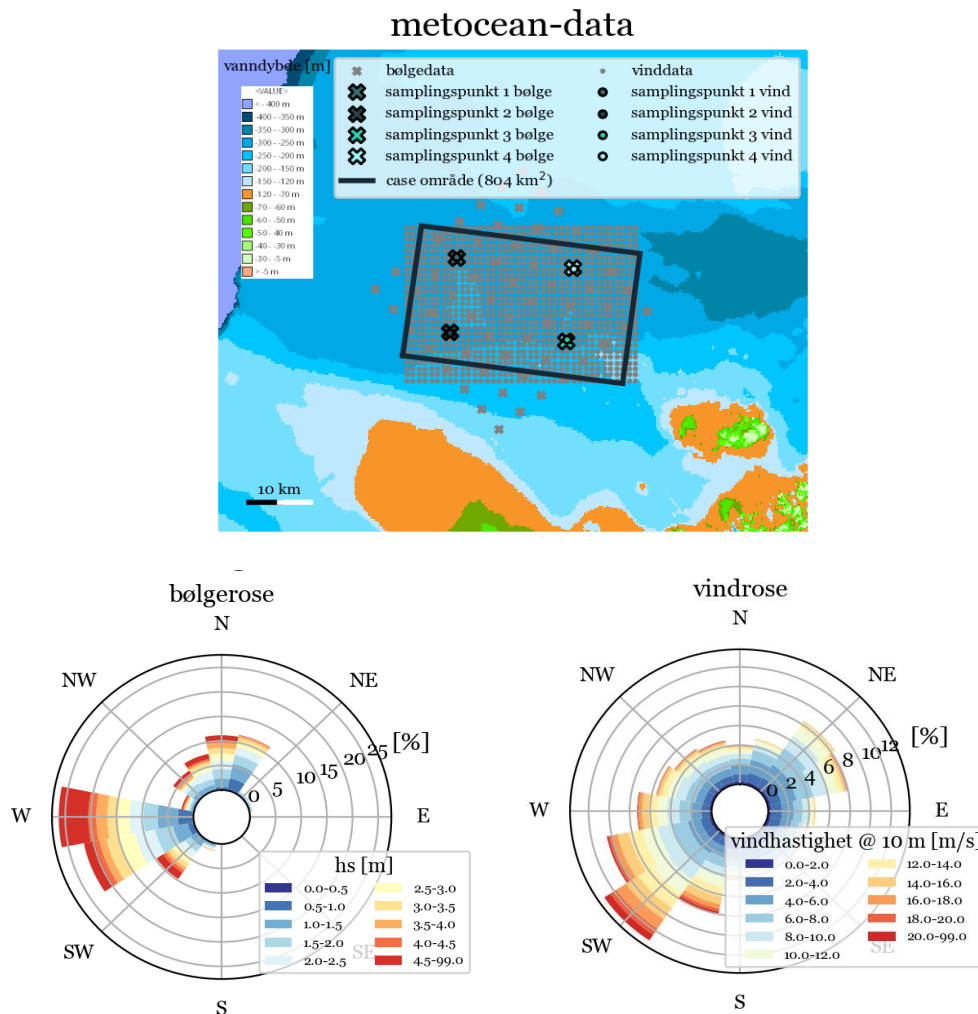 metocean-data
vanndybde [m]
<VALUE>
< - 400 m
-400 - -350 m
-350 - -300 m
-300 - -250 m
-250 - -200 m
-200 - -150 m
-150 - -120 m
-120 - -70 m
-70 - -60 m
-60 - -50 m
-50 - 40 m
-40 - -30 m
-30 - -5 m
> -5 m
bølgedata
samplingspunkt 1 bølge
samplingspunkt 2 bølge
samplingspunkt 3 bølge
samplingspunkt 4 bølge
case område (804 km²)
vinddata
samplingspunkt 1 vind
samplingspunkt 2 vind
samplingspunkt 3 vind
samplingspunkt 4 vind
10 km
bølgerose
N
NE
E
SE
S
SW
W
NW
0 5 10 15 20 25 [%]
hs [m]
0.0-0.5
0.5-1.0
1.0-1.5
1.5-2.0
2.0-2.5
2.5-3.0
3.0-3.5
3.5-4.0
4.0-4.5
4.5-99.0
vindrose
N
NE
E
SE
S
SW
W
NW
0 2 4 6 8 10 12 [%]
vindhastighet @ 10 m [m/s]
0.0-2.0
2.0-4.0
4.0-6.0
6.0-8.0
8.0-10.0
10.0-12.0
12.0-14.0
14.0-16.0
16.0-18.0
18.0-20.0
20.0-99.0